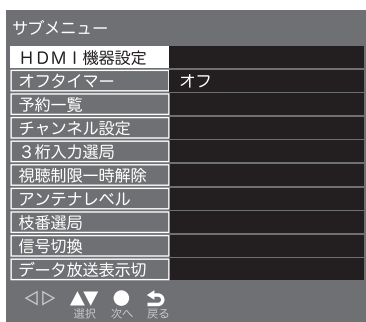 サブメニュー
ＨＤＭＩ機器設定
オフタイマー オフ
予約一覧
チャンネル設定
３桁入力選局
視聴制限一時解除
アンテナレベル
枝番選局
信号切換
データ放送表示切
選択 次へ 戻る